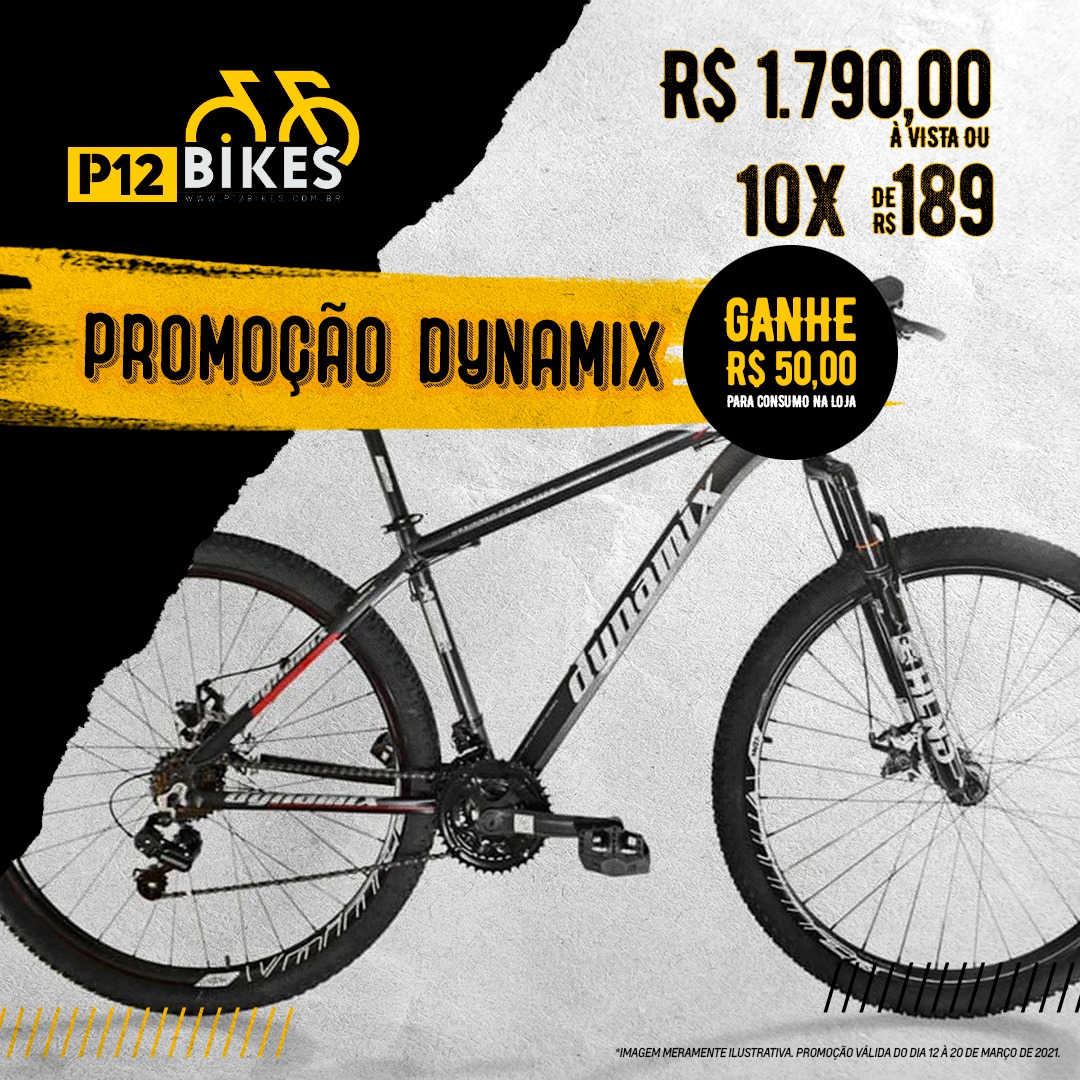 P12 BIKES
WWW.P12BIKES.COM.BR
R$ 1.790,00
À VISTA OU
10X DE R$ 189
PROMOÇÃO DYNAMIX
GANHE
R$ 50,00
PARA CONSUMO NA LOJA
dynamix
dynamix
dynamix
*IMAGEM MERAMENTE ILUSTRATIVA. PROMOÇÃO VÁLIDA DO DIA 12 À 20 DE MARÇO DE 2021.